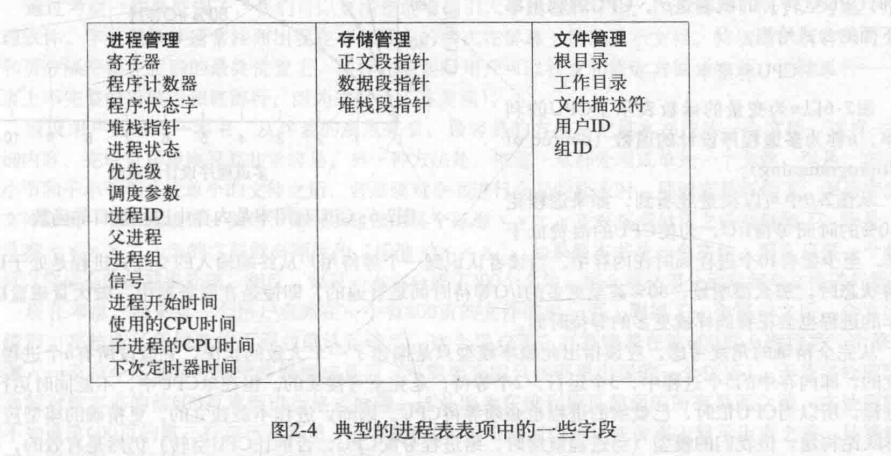 进程管理
寄存器
程序计数器
程序状态字
堆栈指针
进程状态
优先级
调度参数
进程ID
父进程
进程组
信号
进程开始时间
使用的CPU时间
子进程的CPU时间
下次定时器时间
存储管理
正文段指针
数据段指针
堆栈段指针
文件管理
根目录
工作目录
文件描述符
用户ID
组ID
图2-4 典型的进程表表项中的一些字段